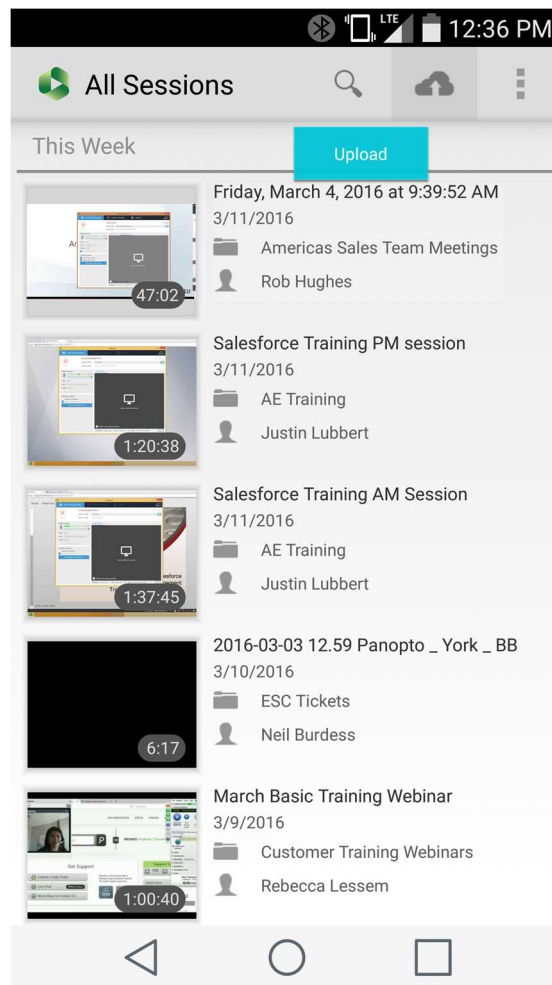 LTE 12:36 PM
All Sessions
This Week
Upload
Friday, March 4, 2016 at 9:39:52 AM
3/11/2016
Americas Sales Team Meetings
47:02
Rob Hughes
Salesforce Training PM session
3/11/2016
AE Training
1:20:38
Justin Lubbert
Salesforce Training AM Session
3/11/2016
AE Training
1:37:45
Justin Lubbert
2016-03-03 12.59 Panopto _ York _ BB
3/10/2016
ESC Tickets
6:17
Neil Burdess
March Basic Training Webinar
3/9/2016
Customer Training Webinars
Get Support
1:00:40
Rebecca Lessem